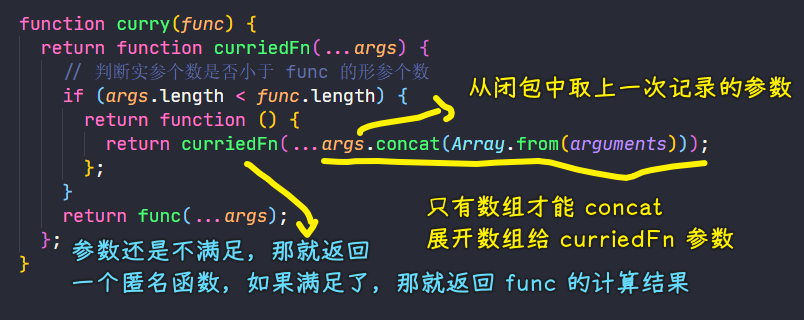 function curry(func) {
return function curriedFn(...args) {
// 判断实参个数是否小于 func 的形参个数
if (args.length < func.length) {
从闭包中取上一次记录的参数
return function () {
return curriedFn(...args.concat(Array.from(arguments)));
};
}
只有数组才能 concat
return func(...args);
展开数组给 curriedFn 参数
};
参数还是不满足，那就返回
}
一个匿名函数，如果满足了，那就返回 func 的计算结果